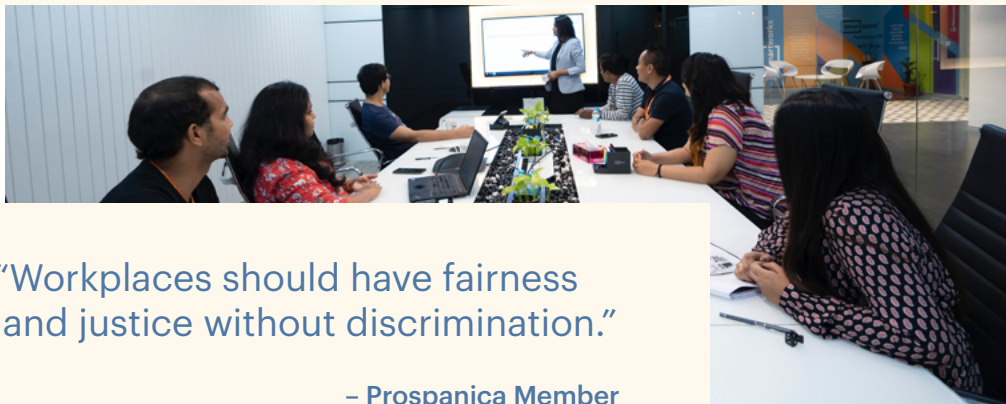 “Workplaces should have fairness
and justice without discrimination.”
– Prospanica Member